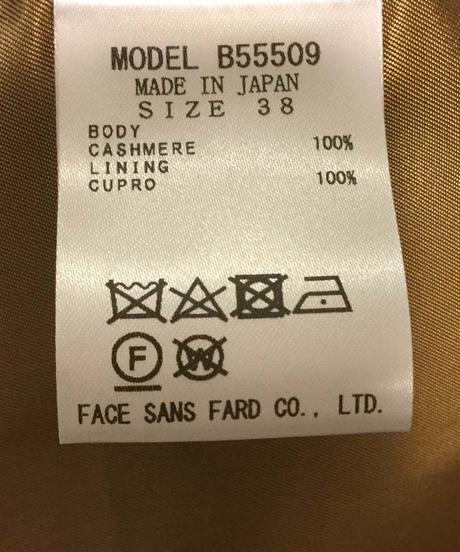 MODEL B55509
MADE IN JAPAN
SIZE 38
BODY
CASHMERE 100%
LINING
CUPRO 100%
F W
FACE SANS FARD CO., LTD.